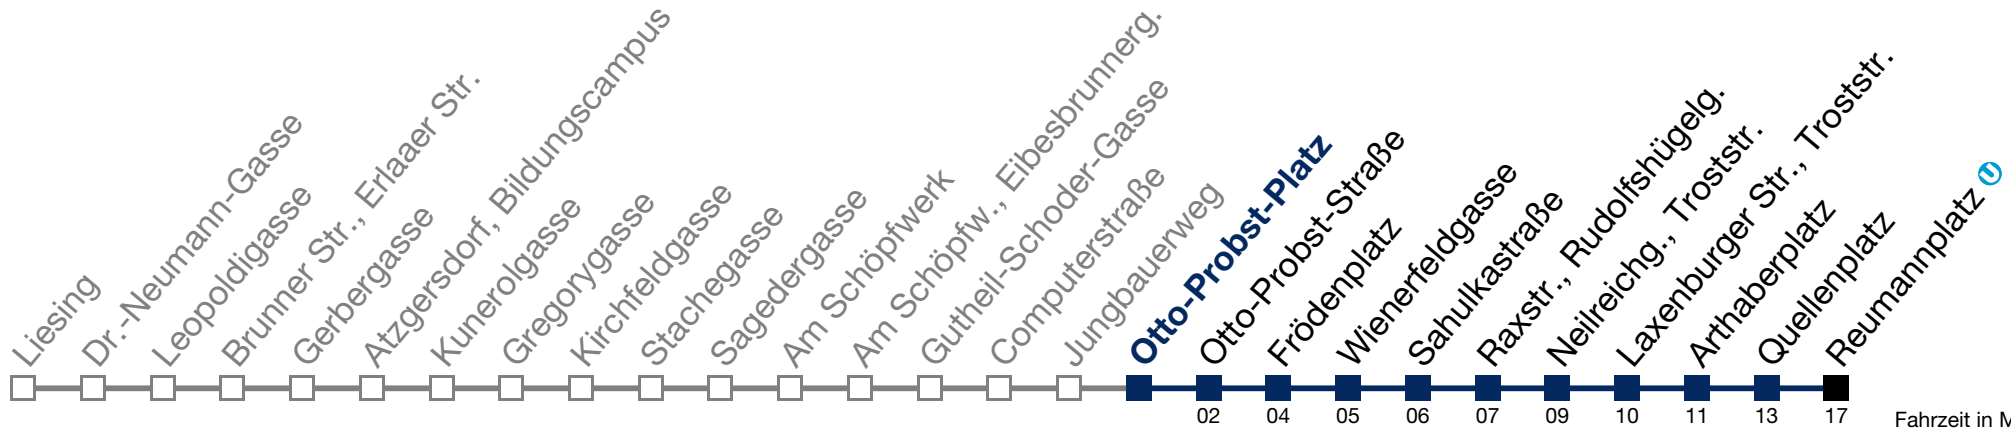 Liesing
Dr.-Neumann-Gasse
Leopoldigasse
Brunner Str., Erlaaer Str.
Gerbergasse
Atzgersdorf, Bildungscampus
Kunerolgasse
Gregorygasse
Kirchfeldgasse
Stachegasse
Sagedergasse
Am Schöpfwerk
Am Schöpfw., Eibesbrunnerg.
Gutheil-Schoder-Gasse
Computerstraße
Jungbauerweg
Otto-Probst-Platz
Otto-Probst-Straße
Frödenplatz
Wienerfeldgasse
Sahulkastraße
Raxstr., Rudolfshügelg.
Neilreichg., Troststr.
Laxenburger Str., Troststr.
Arthaberplatz
Quellenplatz
Reumannplatz U
02 04 05 06 07 09 10 11 13 17
Fahrzeit in M